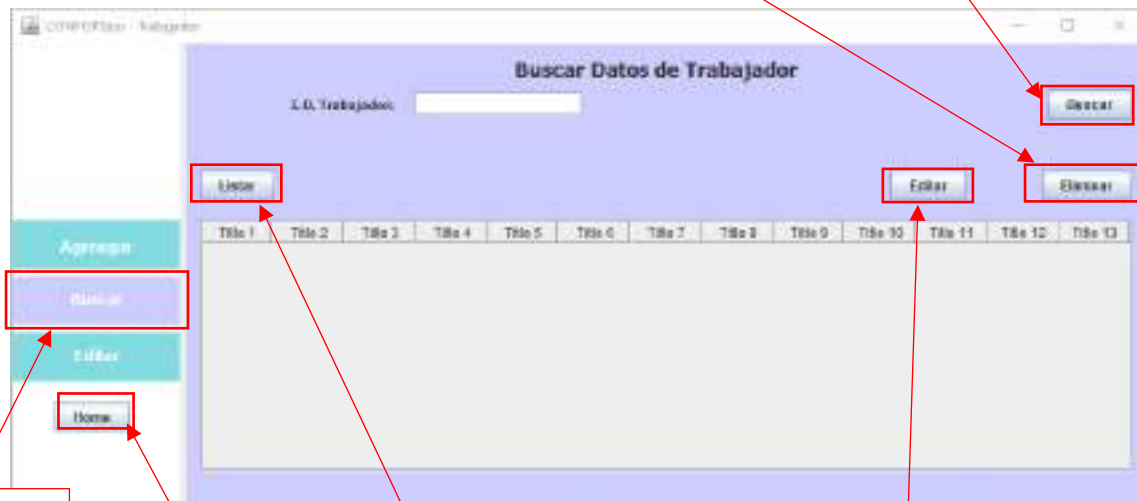 Buscar Datos de Trabajador
I. D. Trabajador:
Buscar
Listar
Editar
Eliminar
Title 1 Title 2 Title 3 Title 4 Title 5 Title 6 Title 7 Title 8 Title 9 Title 10 Title 11 Title 12 Title 13
Agregar
Buscar
Editar
Home